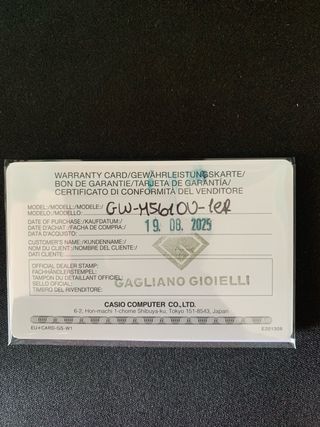 WARRANTY CARD/GEWÄHRLEISTUNGSKARTE/
BON DE GARANTIE/TARJETA DE GARANTÍA/
CERTIFICATO DI CONFORMITÀ DEL VENDITORE
MODEL/MODELL/MODELE/
MODELO/MODELLO: GW-M5610U-1ER
DATE OF PURCHASE/KAUFDATUM/
DATE D'ACHAT/FACHA DE COMPRA/
DATA D'ACQUISTO: 19. 08. 2025
CUSTOMER'S NAME/KUNDENNAME/
NOM DU CLIENT/NOMBRE DEL CLIENTE/
DATI CLIENTE:
OFFICIAL DEALER STAMP:
FACHHÄNDLERSTEMPEL:
TAMPON DU DETAILLANT OFFICIEL:
SELLO OFICIAL:
TIMBRO DEL RIVENDITORE:
GAGLIANO GIOIELLI
CASIO COMPUTER CO.,LTD.
6-2, Hon-machi 1-chome Shibuya-ku, Tokyo 151-8543, Japan
EU+CARD-GS-W1